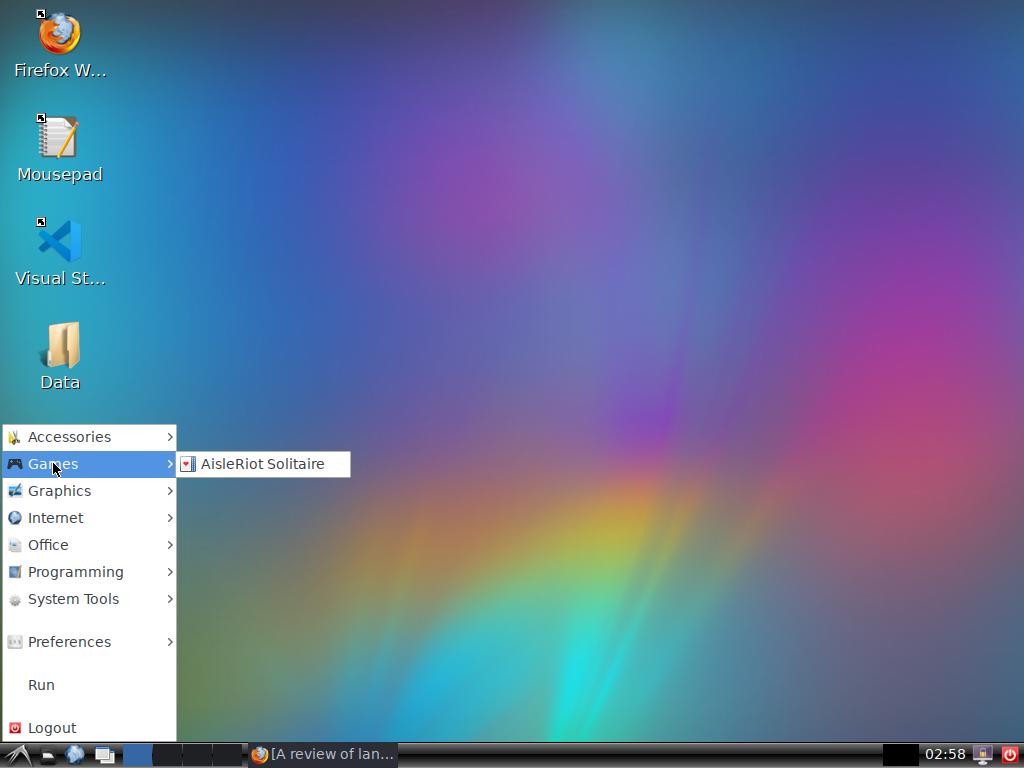 Firefox W...
Mousepad
Visual St...
Data
Accessories
Games
AisleRiot Solitaire
Graphics
Internet
Office
Programming
System Tools
Preferences
Run
Logout
[A review of lan...
02:58